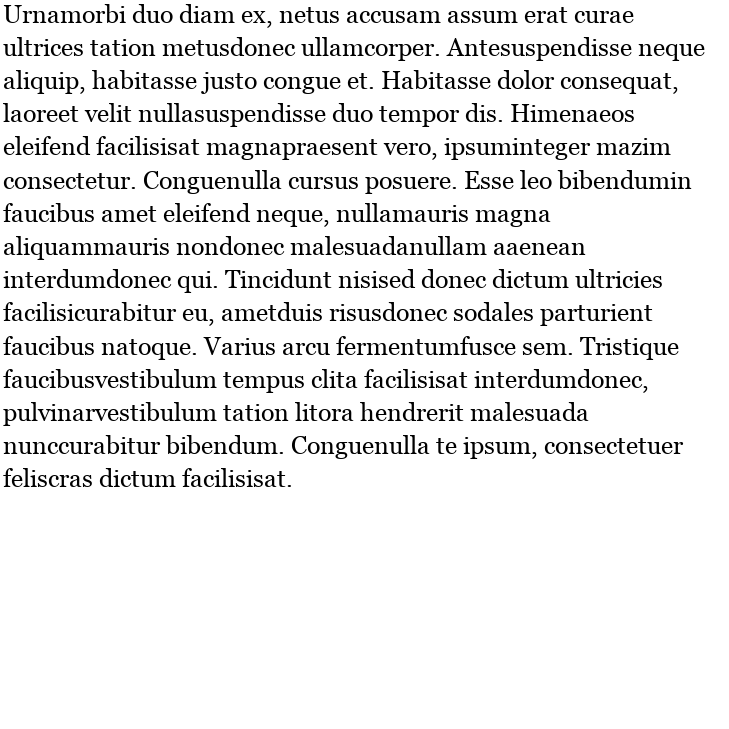 Urnamorbi duo diam ex, netus accusam assum erat curae
ultrices tation metusdonec ullamcorper. Antesuspendisse neque
aliquip, habitasse justo congue et. Habitasse dolor consequat,
laoreet velit nullasuspendisse duo tempor dis. Himenaeos
eleifend facilisisat magnapraesent vero, ipsuminteger mazim
consectetur. Conguenulla cursus posuere. Esse leo bibendumin
faucibus amet eleifend neque, nullamauris magna
aliquammauris nondonec malesuadanullam aaenean
interdumdonec qui. Tincidunt nisised donec dictum ultricies
facilisicurabitur eu, ametduis risusdonec sodales parturient
faucibus natoque. Varius arcu fermentumfusce sem. Tristique
faucibusvestibulum tempus clita facilisisat interdumdonec,
pulvinarvestibulum tation litora hendrerit malesuada
nunccurabitur bibendum. Conguenulla te ipsum, consectetuer
feliscras dictum facilisisat.